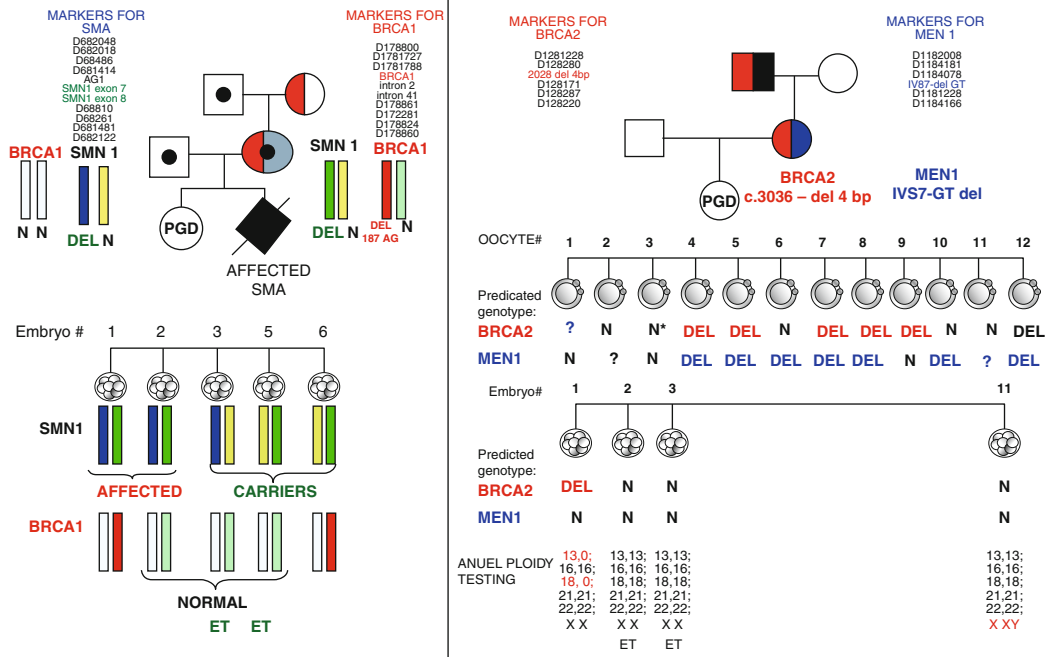 MARKERS FOR
SMA
D682048
D682018
D68486
D681414
AG1
SMN1 exon 7
SMN1 exon 8
D68810
D68261
D681481
D682122
MARKERS FOR
BRCA1
D178800
D1781727
D1781788
BRCA1
intron 2
intron 41
D178861
D172281
D178824
D178860
BRCA1 SMN 1
N N
DEL N
SMN 1 BRCA1
DEL N
DEL
187 AG
N
PGD
AFFECTED
SMA
Embryo # 1 2 3 5 6
SMN1
AFFECTED CARRIERS
BRCA1
NORMAL
ET ET
MARKERS FOR
BRCA2
D1281228
D128280
2028 del 4bp
D128171
D128287
D128220
MARKERS FOR
MEN 1
D1182008
D1184181
D1184078
IV87-del GT
D1181228
D1184166
BRCA2
c.3036 – del 4 bp
MEN1
IVS7-GT del
PGD
OOCYTE# 1 2 3 4 5 6 7 8 9 10 11 12
Predicated
genotype:
BRCA2 ? N N* DEL DEL N DEL DEL DEL N N DEL
MEN1 N ? N DEL DEL DEL DEL DEL N DEL ? DEL
Embryo# 1 2 3 11
Predicted
genotype:
BRCA2 DEL N N N
MEN1 N N N N
ANUEL PLOIDY
TESTING
13,0; 13,13; 13,13; 13,13;
16,16; 16,16; 16,16; 16,16;
18, 0; 18,18; 18,18; 18,18;
21,21; 21,21; 21,21; 21,21;
22,22; 22,22; 22,22; 22,22;
X X X X X X X XY
ET ET